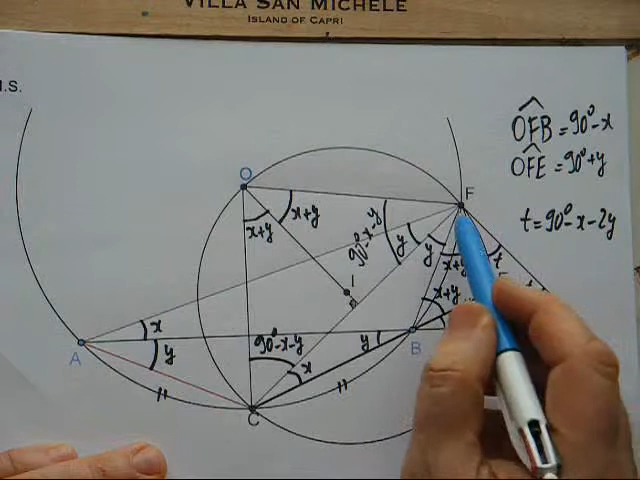 VILLA SAN MICHELE
ISLAND OF CAPRI
I.S.
OFB = 90° - x
OFE = 90° + y
t = 90° - x - 2y
O
F
x+y
x+y
90° - x - y
y
y
t
x+y
I
x+y
x
A
y
90° - x - y
y
B
x
C